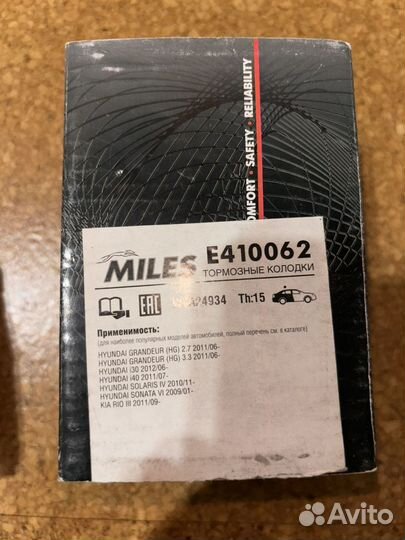 COMFORT · SAFETY · RELIABILITY
MILES E410062
ТОРМОЗНЫЕ КОЛОДКИ
EAC 24934 Th:15
Применимость:
(для наиболее популярных моделей автомобилей, полный перечень см. в каталоге)
HYUNDAI GRANDEUR (HG) 2.7 2011/06-
HYUNDAI GRANDEUR (HG) 3.3 2011/06-
HYUNDAI i30 2012/06-
HYUNDAI i40 2011/07-
HYUNDAI SOLARIS IV 2010/11-
HYUNDAI SONATA VI 2009/01-
KIA RIO III 2011/09-
Avito